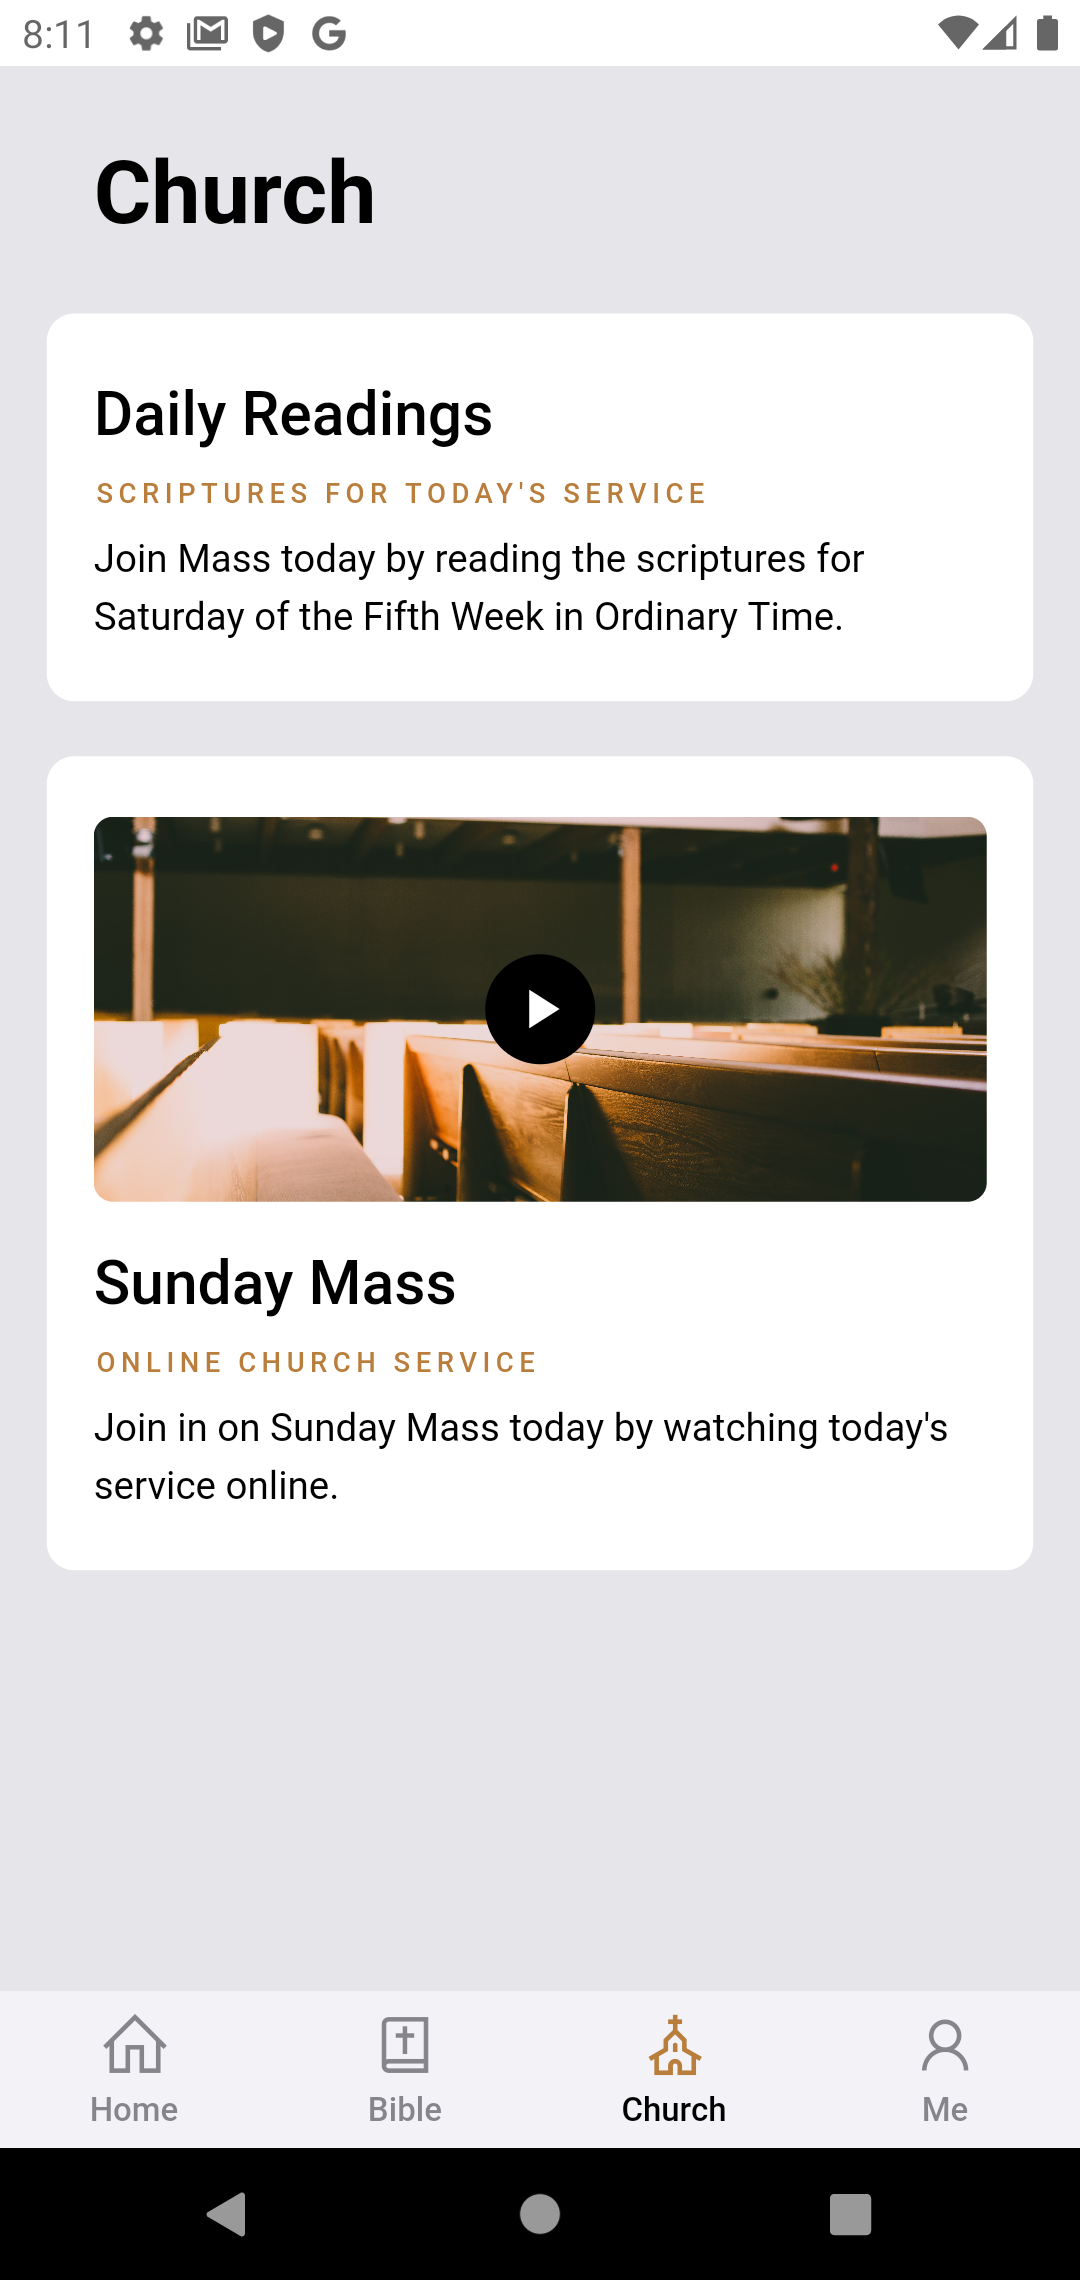 8:11
Church
Daily Readings
SCRIPTURES FOR TODAY'S SERVICE
Join Mass today by reading the scriptures for
Saturday of the Fifth Week in Ordinary Time.
Sunday Mass
ONLINE CHURCH SERVICE
Join in on Sunday Mass today by watching today's
service online.
Home
Bible
Church
Me